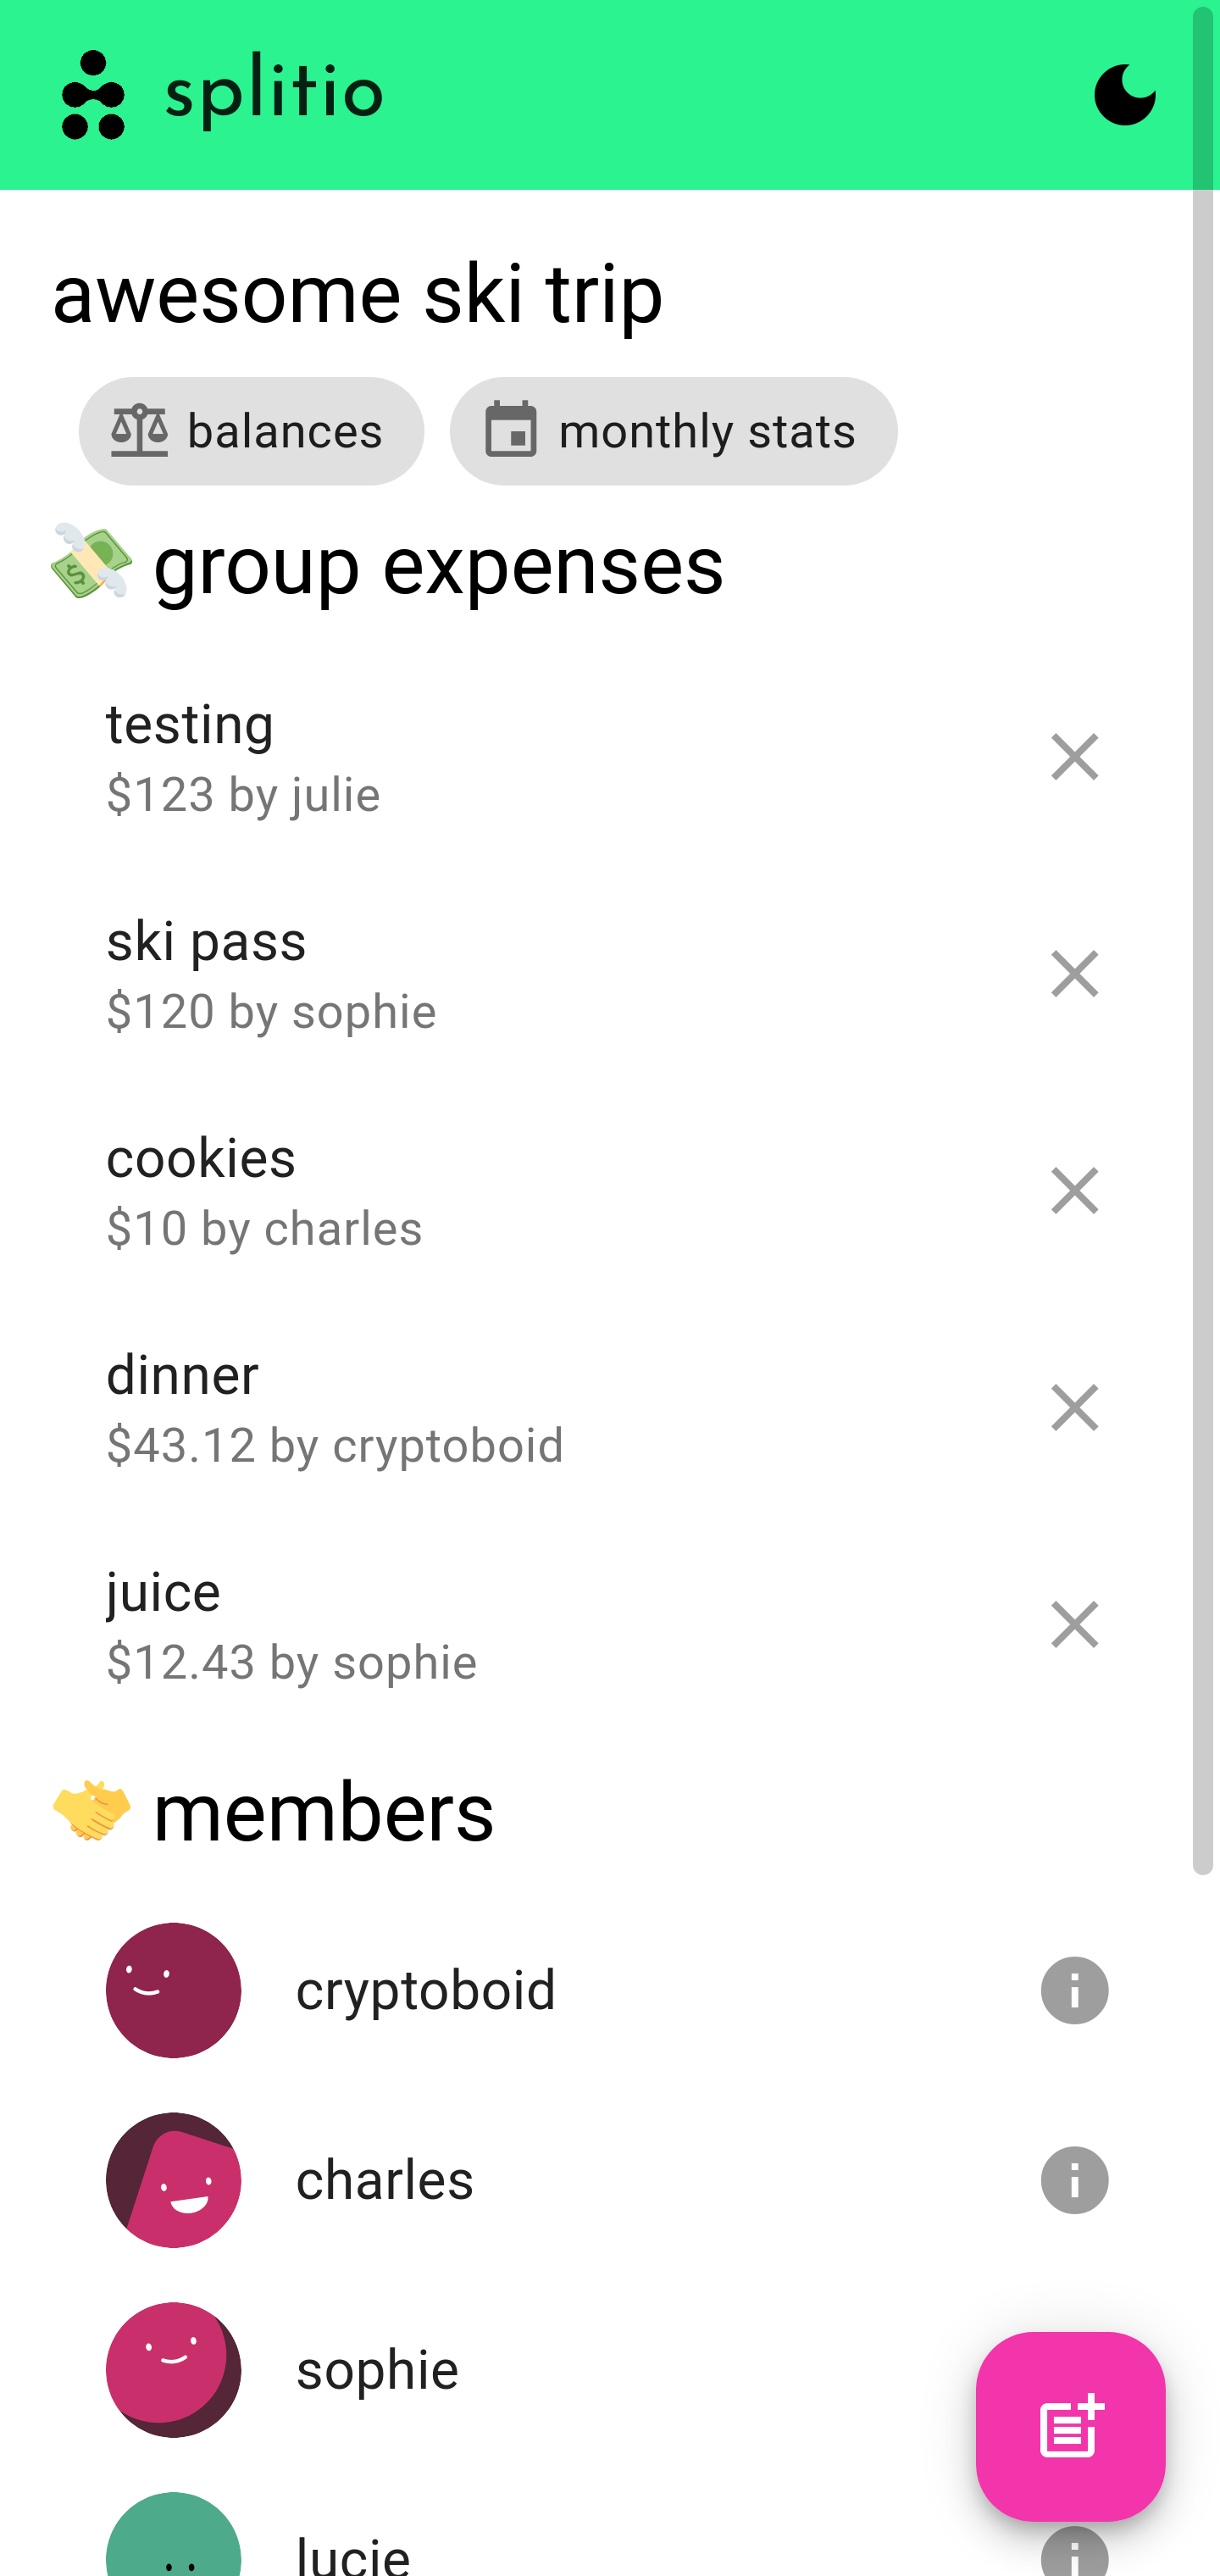 splitio
awesome ski trip
balances
monthly stats
group expenses
testing
$123 by julie
ski pass
$120 by sophie
cookies
$10 by charles
dinner
$43.12 by cryptoboid
juice
$12.43 by sophie
members
cryptoboid
charles
sophie
lucie